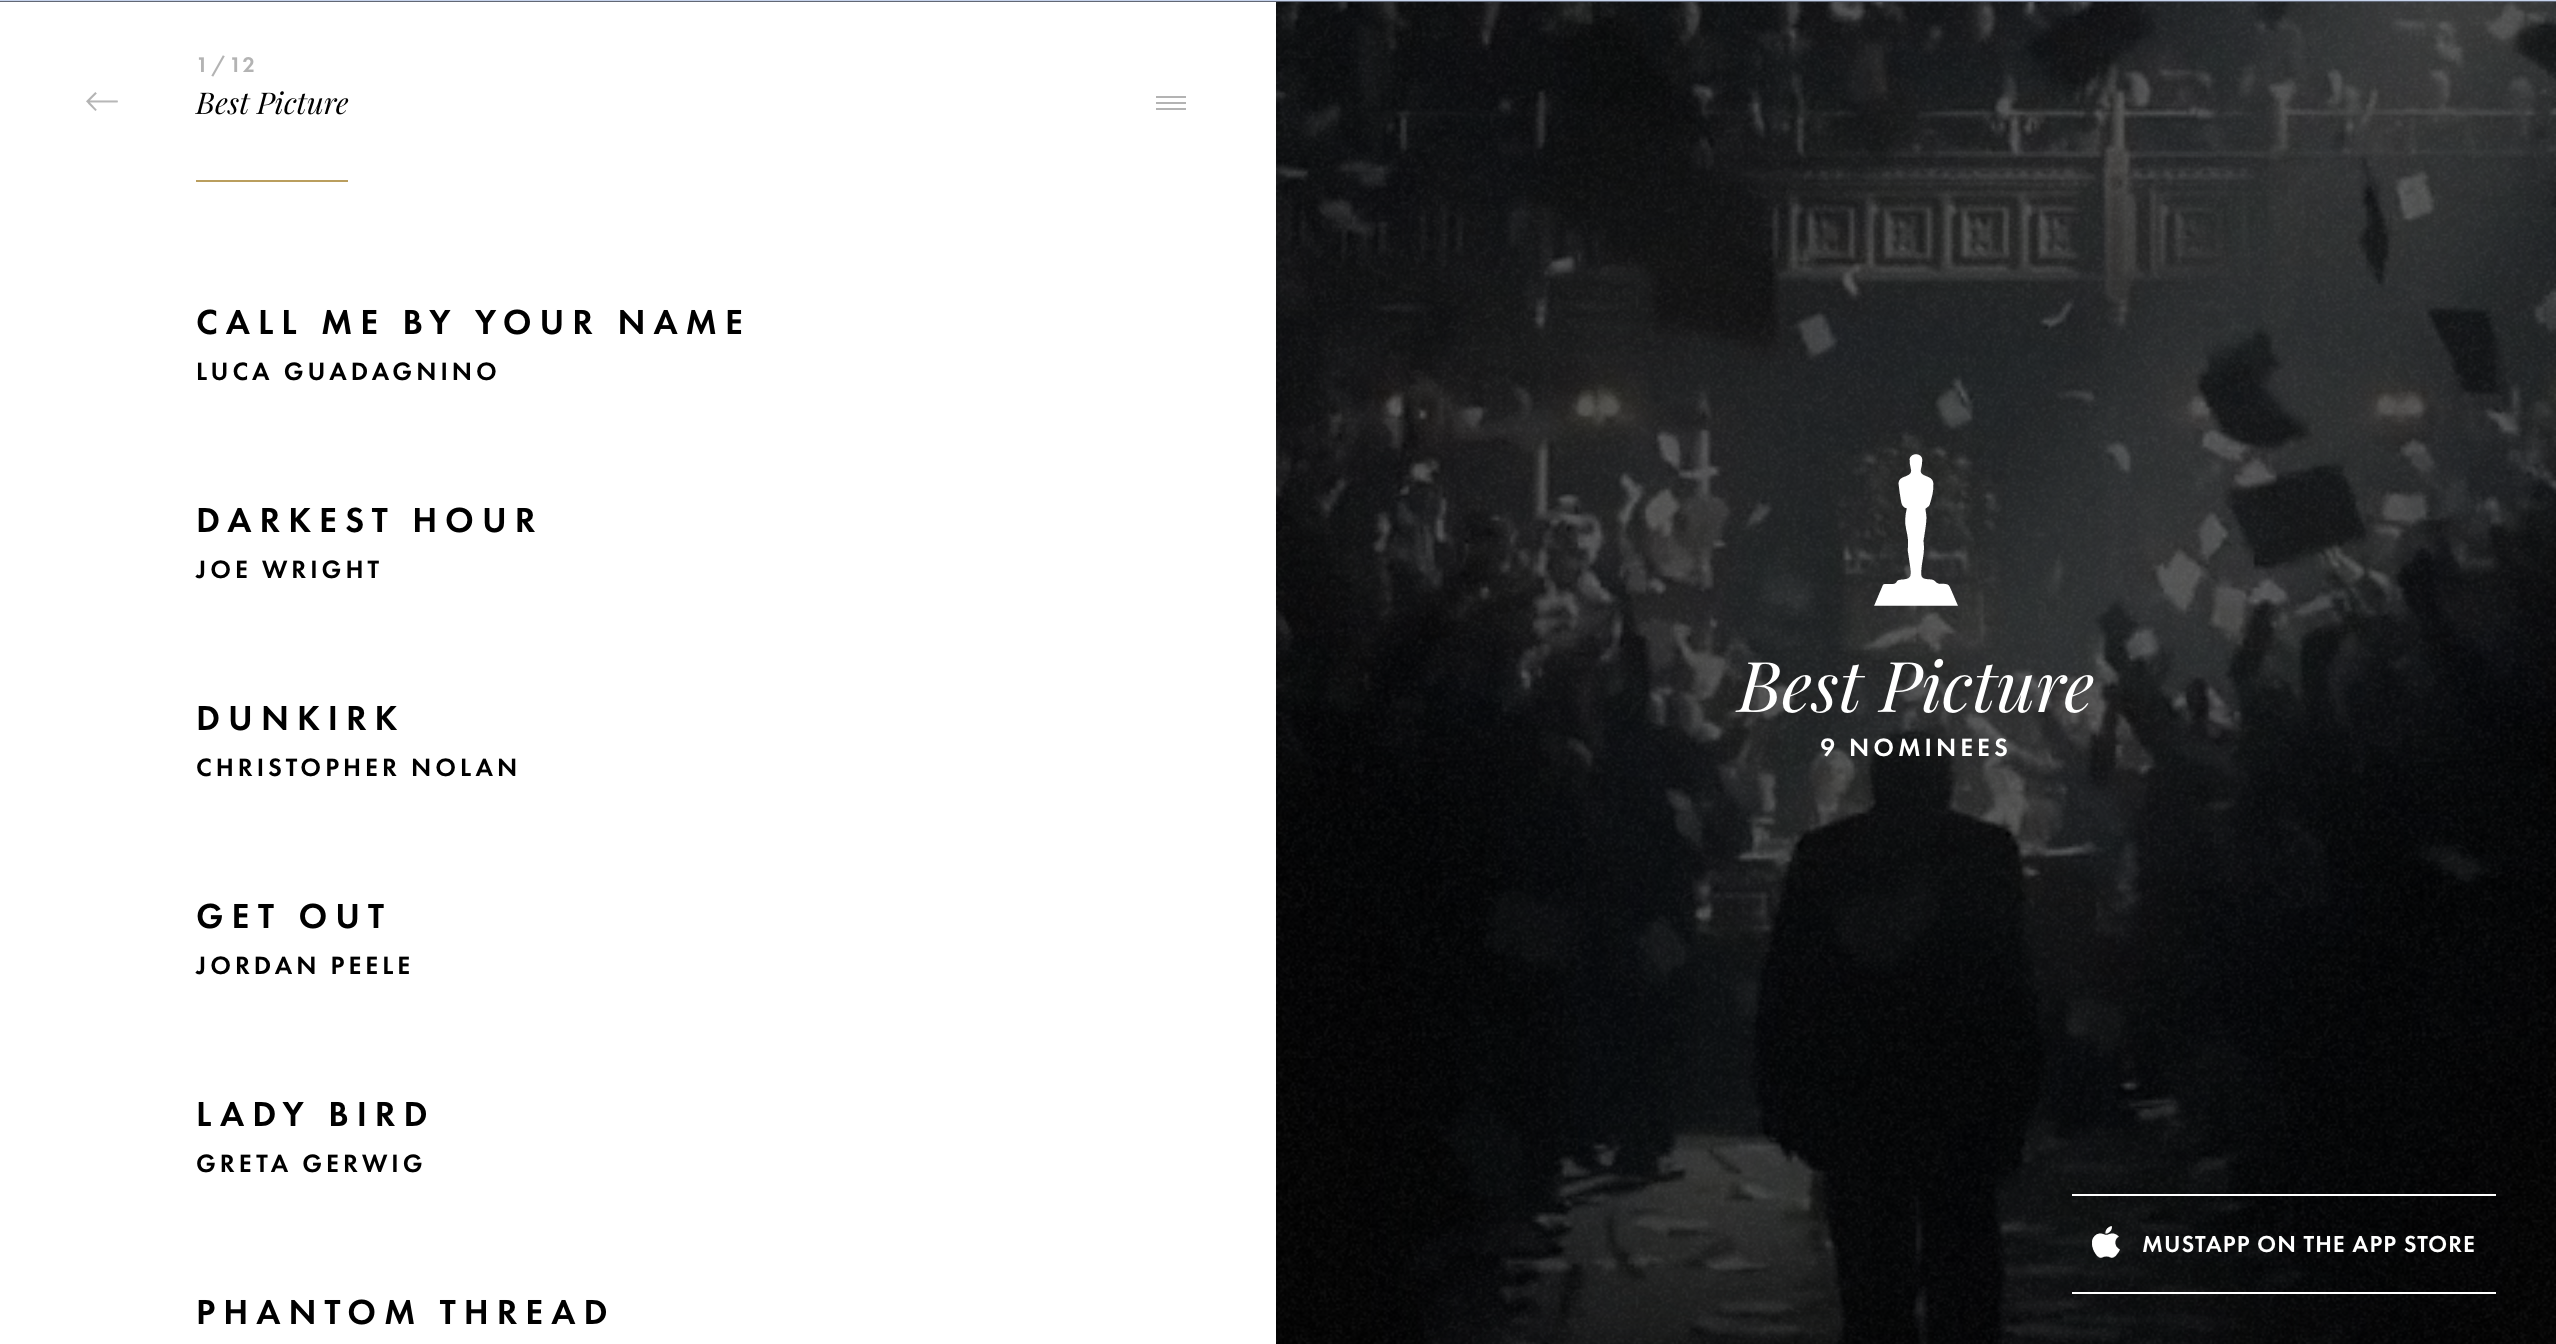 1/12
Best Picture
CALL ME BY YOUR NAME
LUCA GUADAGNINO
DARKEST HOUR
JOE WRIGHT
DUNKIRK
CHRISTOPHER NOLAN
GET OUT
JORDAN PEELE
LADY BIRD
GRETA GERWIG
PHANTOM THREAD
Best Picture
9 NOMINEES
MUSTAPP ON THE APP STORE